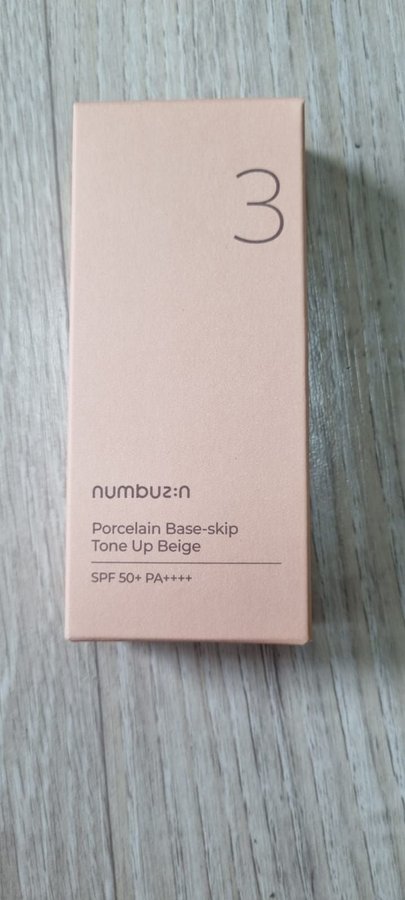 3
numbuz:n
Porcelain Base-skip
Tone Up Beige
SPF 50+ PA++++